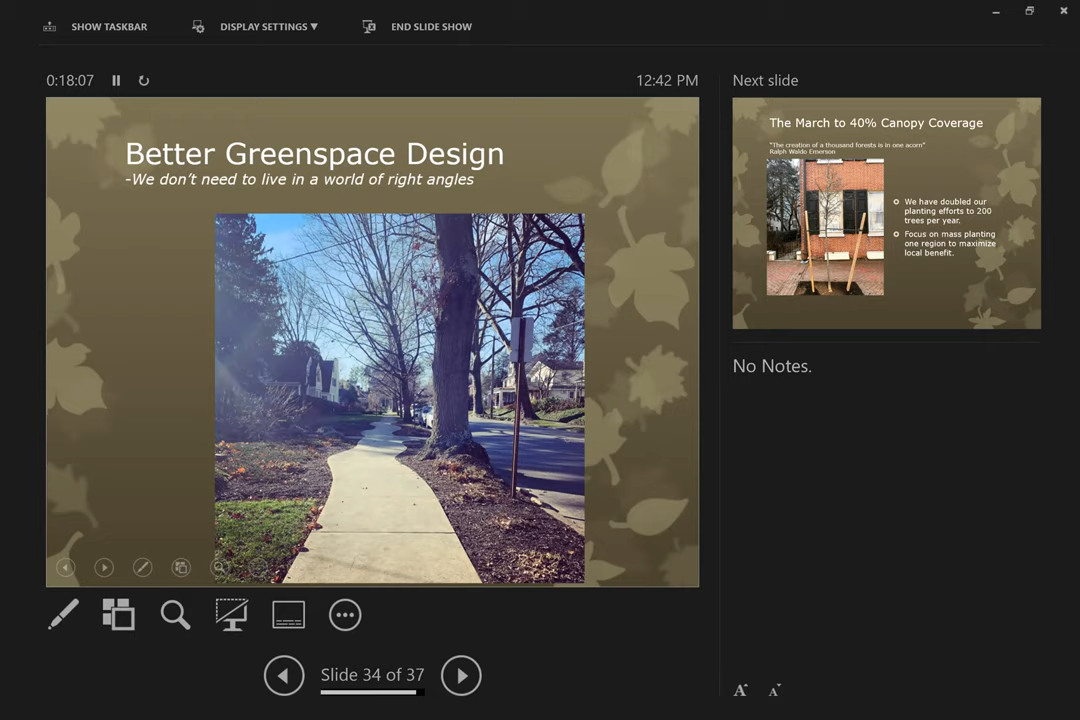 SHOW TASKBAR
DISPLAY SETTINGS ▼
END SLIDE SHOW
0:18:07
12:42 PM
Better Greenspace Design
-We don't need to live in a world of right angles
Next slide
The March to 40% Canopy Coverage
"The creation of a thousand forests is in one acorn"
Ralph Waldo Emerson
We have doubled our
planting efforts to 200
trees per year.
Focus on mass planting
one region to maximize
local benefit.
No Notes.
Slide 34 of 37
A A